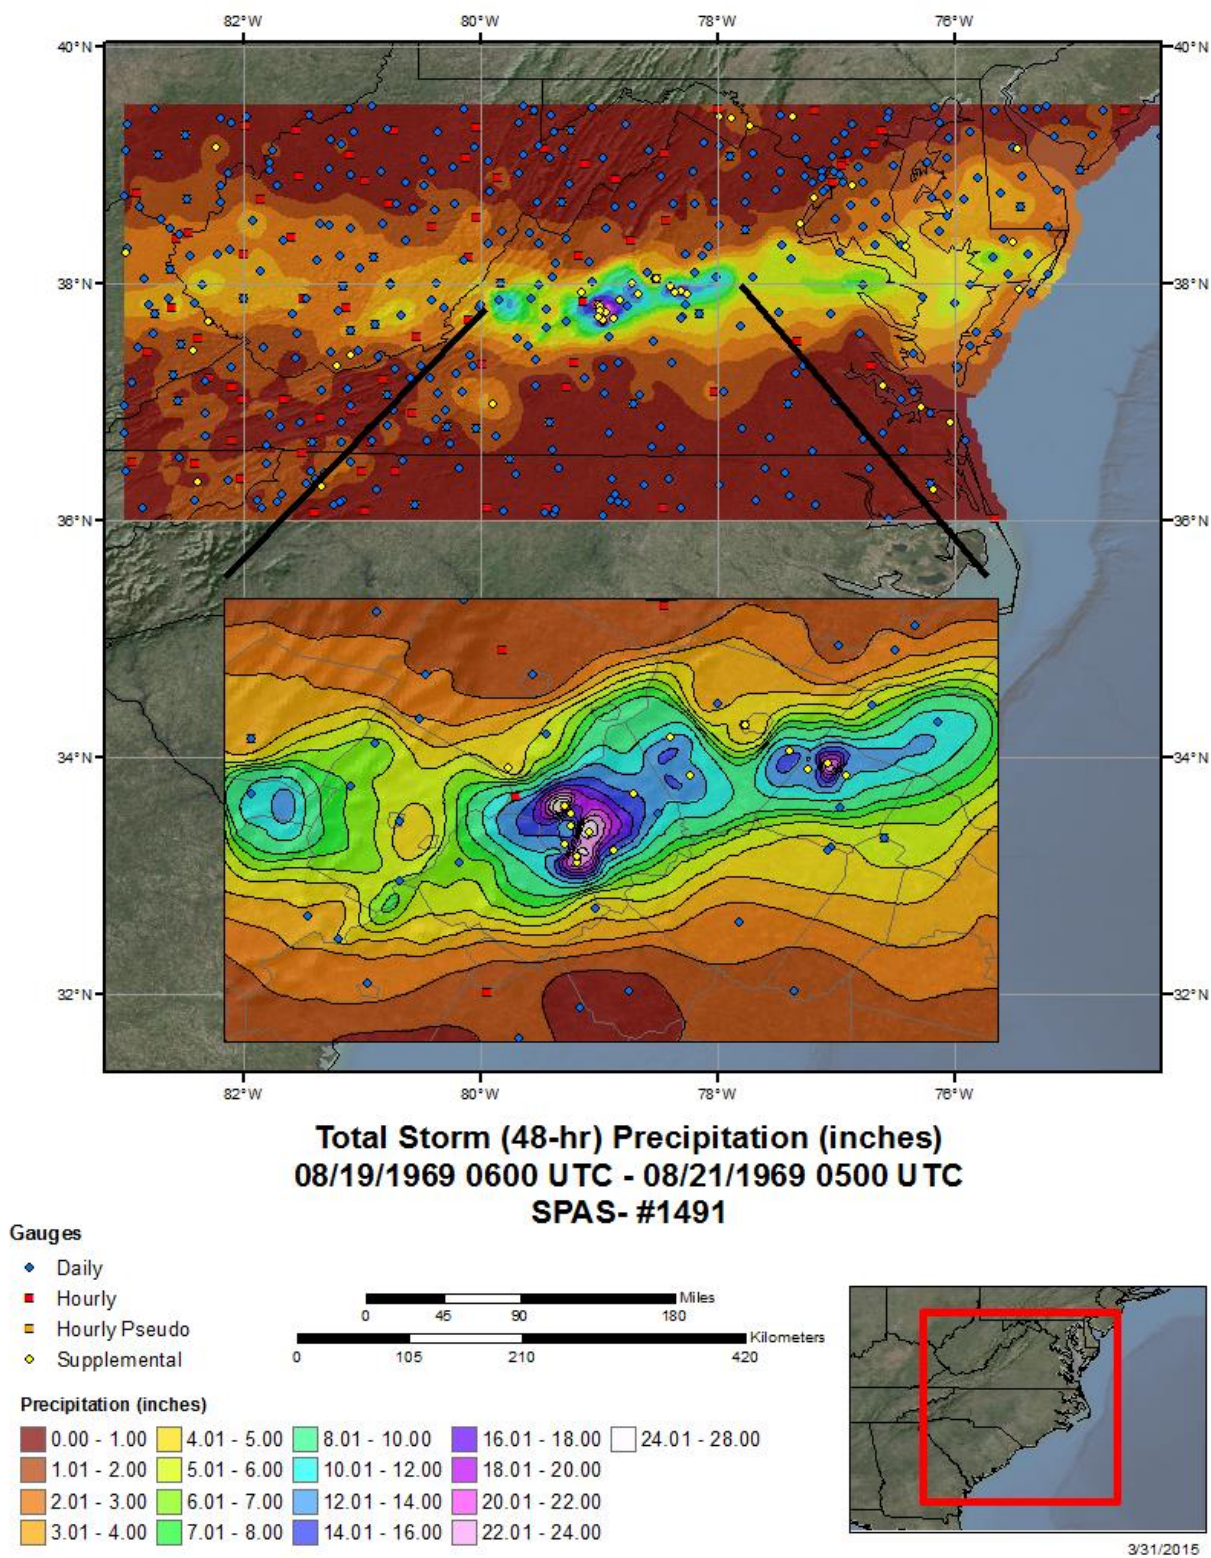 82°W 80°W 78°W 76°W
40°N 40°N
38°N 38°N
36°N 36°N
34°N 34°N
32°N 32°N
82°W 80°W 78°W 76°W
Total Storm (48-hr) Precipitation (inches)
08/19/1969 0600 UTC - 08/21/1969 0500 UTC
SPAS- #1491
Gauges
Daily
Hourly
Hourly Pseudo
Supplemental
Miles
0 45 90 180
Kilometers
0 105 210 420
Precipitation (inches)
0.00 - 1.00 4.01 - 5.00 8.01 - 10.00 16.01 - 18.00 24.01 - 28.00
1.01 - 2.00 5.01 - 6.00 10.01 - 12.00 18.01 - 20.00
2.01 - 3.00 6.01 - 7.00 12.01 - 14.00 20.01 - 22.00
3.01 - 4.00 7.01 - 8.00 14.01 - 16.00 22.01 - 24.00
3/31/2015